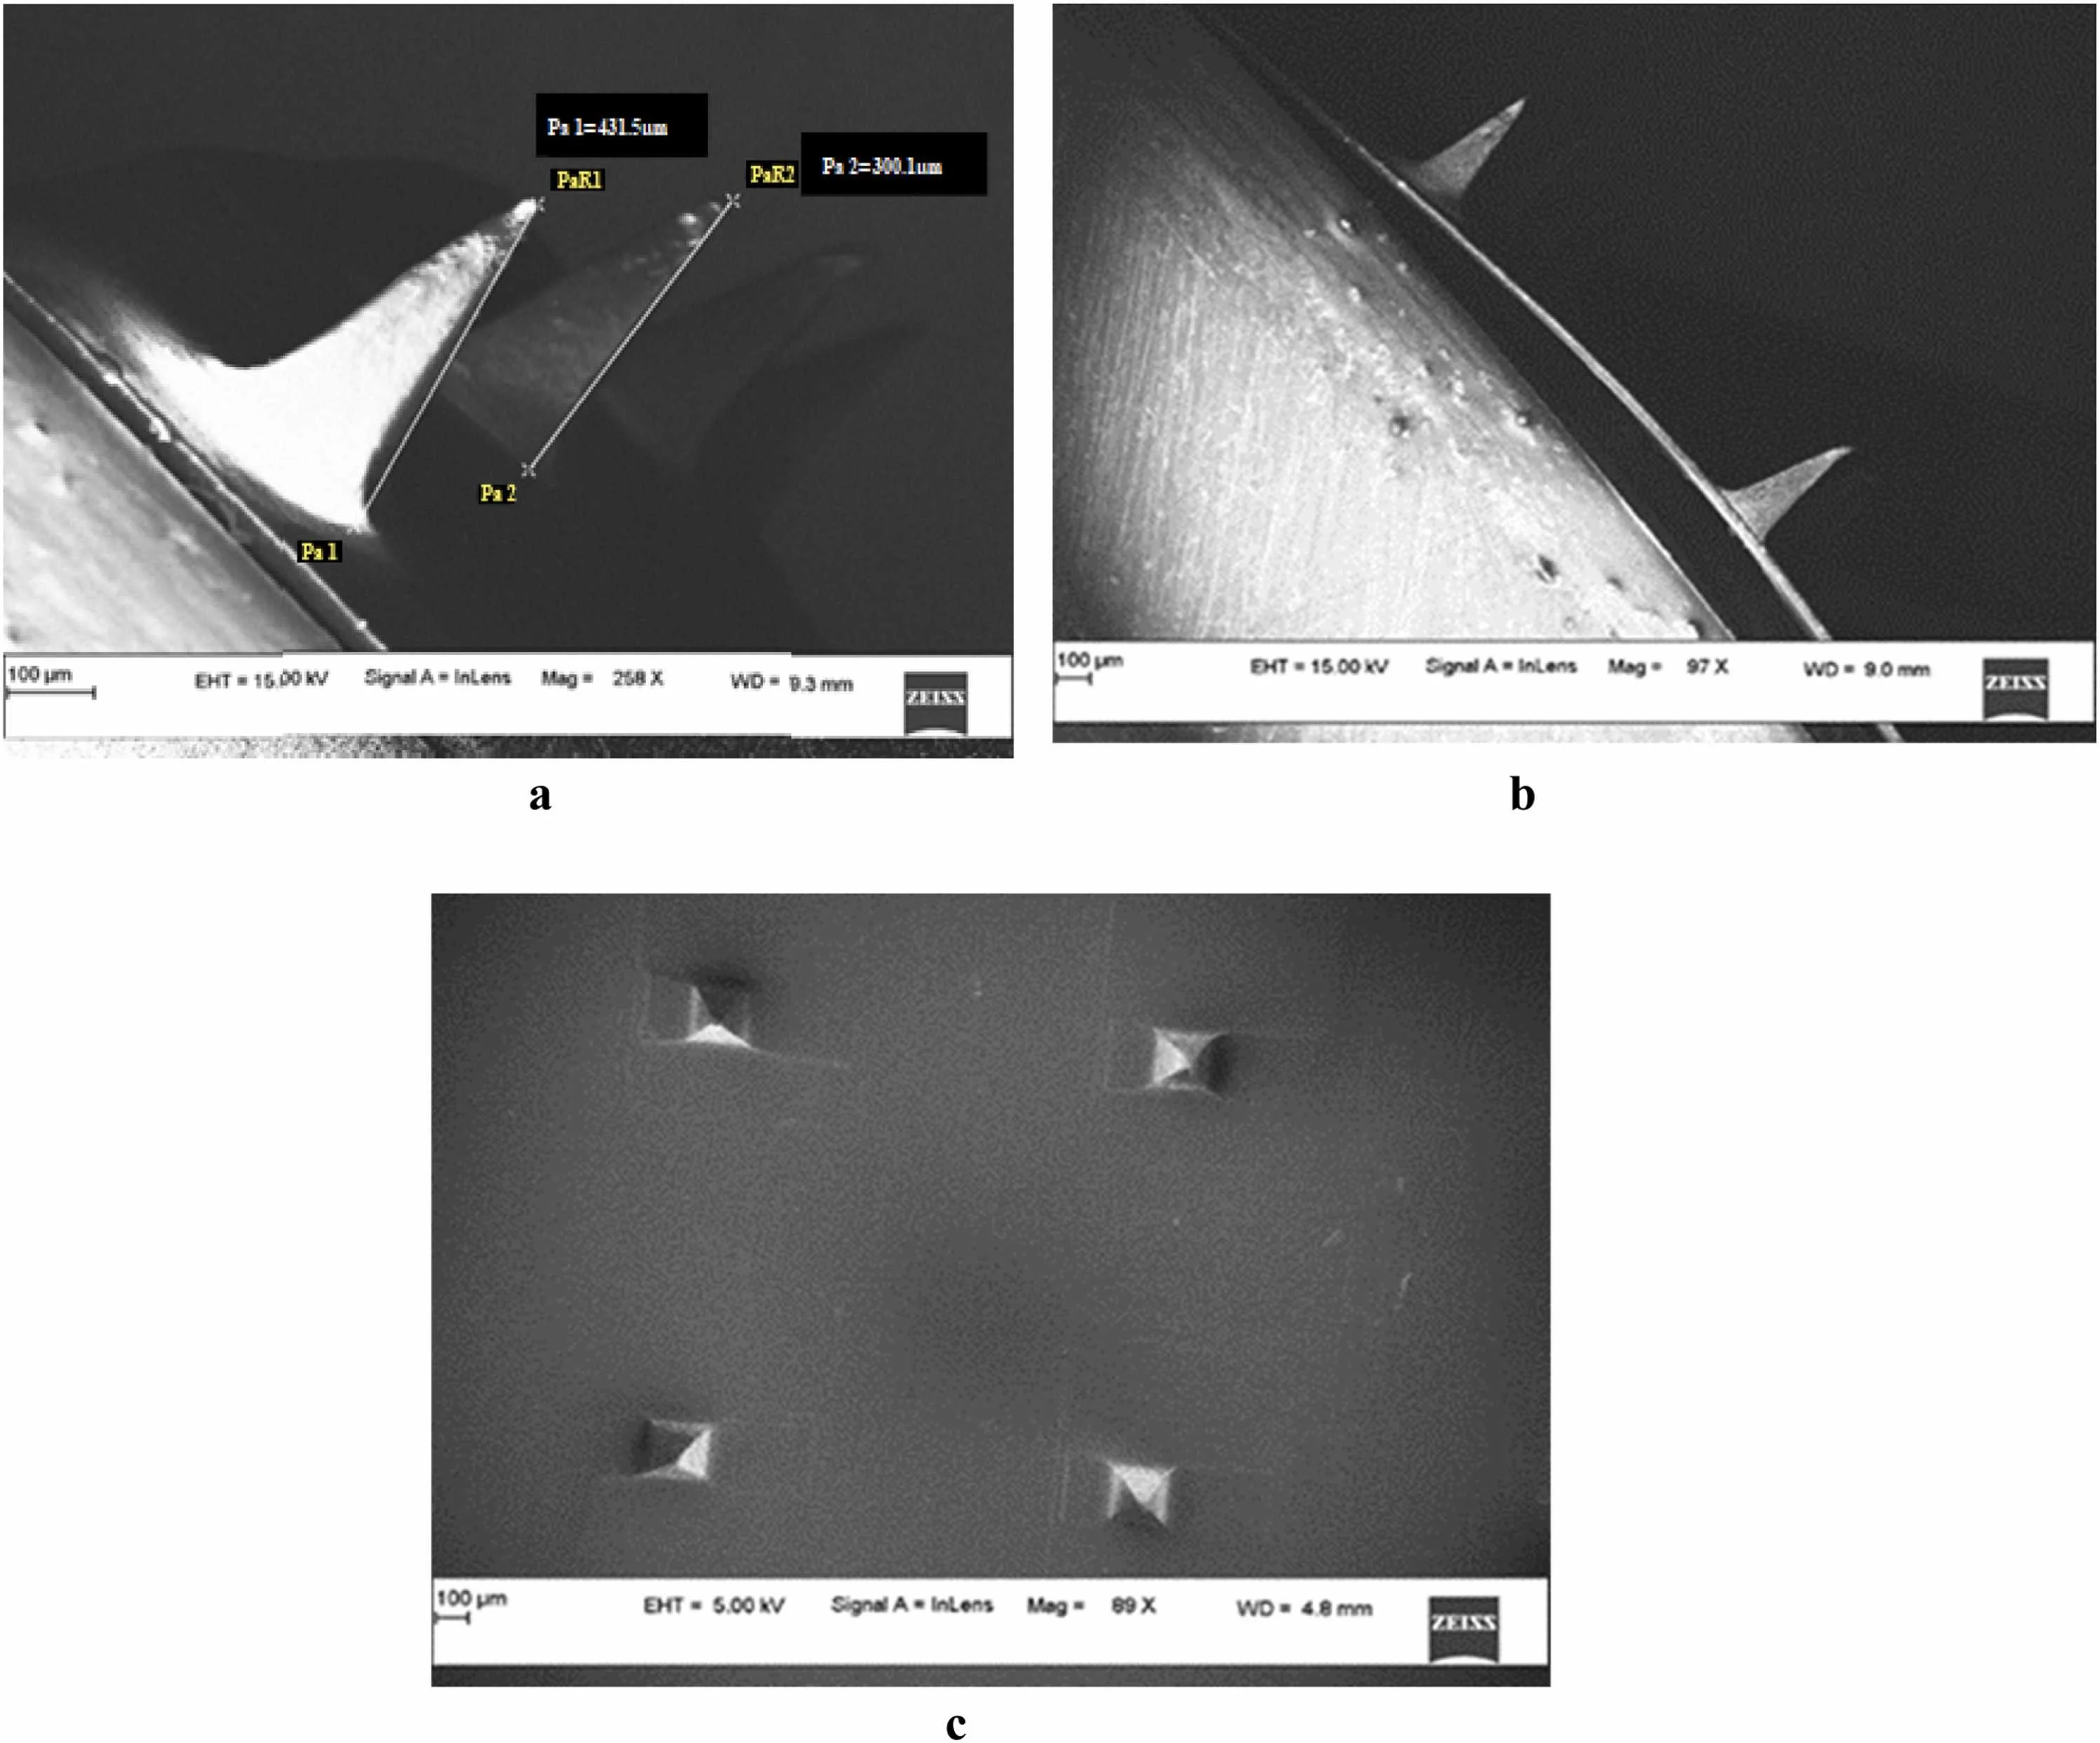 Pa 1=431.5um
Pa 2=300.1um
PaR1
PaR2
Pa 2
Pa 1
100 µm
EHT = 15.00 kV
Signal A = InLens
Mag = 258 X
WD = 9.3 mm
ZEISS
a
100 µm
EHT = 15.00 kV
Signal A = InLens
Mag = 97 X
WD = 9.0 mm
ZEISS
b
100 µm
EHT = 5.00 kV
Signal A = InLens
Mag = 89 X
WD = 4.8 mm
ZEISS
c